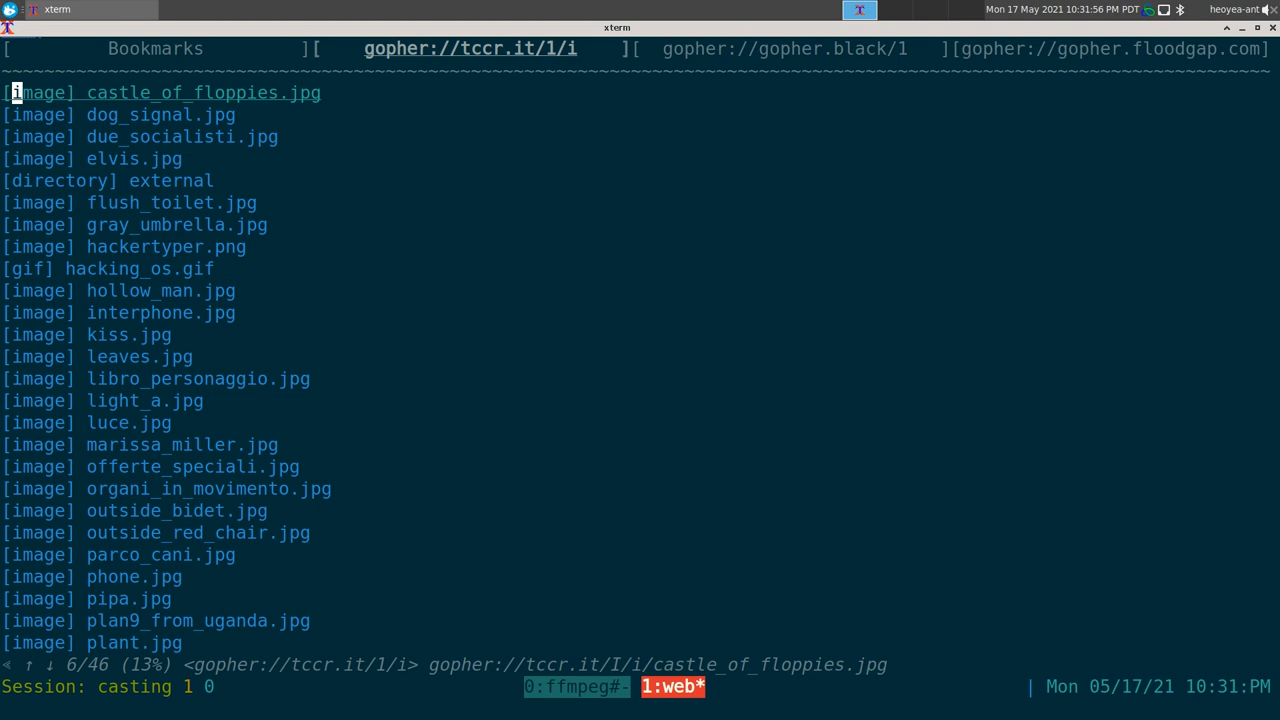 xterm
Mon 17 May 2021 10:31:56 PM PDT
heoyea-ant
xterm
[ Bookmarks ][ gopher://tccr.it/1/i ][ gopher://gopher.black/1 ][gopher://gopher.floodgap.com]
~~~~~~~~~~~~~~~~~~~~~~~~~~~~~~~~~~~~~~~~~~~~~~~~~~~~~~~~~~~~~~~~~~~~~~~~~~~~~~~~~~~~~~~~~~~~~~~~~~~~~~~~~~~~~~~~~~~~~~~
[image] castle_of_floppies.jpg
[image] dog_signal.jpg
[image] due_socialisti.jpg
[image] elvis.jpg
[directory] external
[image] flush_toilet.jpg
[image] gray_umbrella.jpg
[image] hackertyper.png
[gif] hacking_os.gif
[image] hollow_man.jpg
[image] interphone.jpg
[image] kiss.jpg
[image] leaves.jpg
[image] libro_personaggio.jpg
[image] light_a.jpg
[image] luce.jpg
[image] marissa_miller.jpg
[image] offerte_speciali.jpg
[image] organi_in_movimento.jpg
[image] outside_bidet.jpg
[image] outside_red_chair.jpg
[image] parco_cani.jpg
[image] phone.jpg
[image] pipa.jpg
[image] plan9_from_uganda.jpg
[image] plant.jpg
⪡ ↑ ↓ 6/46 (13%) <gopher://tccr.it/1/i> gopher://tccr.it/I/i/castle_of_floppies.jpg
Session: casting 1 0 0:ffmpeg#- 1:web* | Mon 05/17/21 10:31:PM